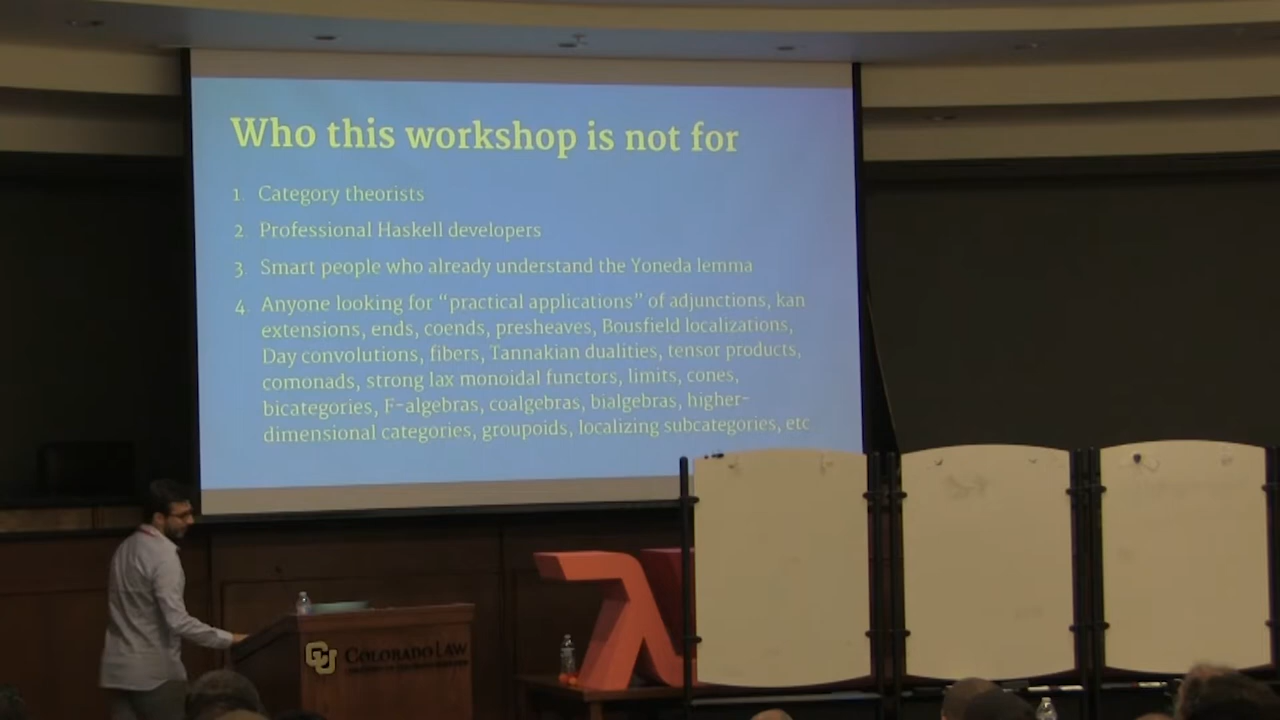 Who this workshop is not for
1. Category theorists
2. Professional Haskell developers
3. Smart people who already understand the Yoneda lemma
4. Anyone looking for “practical applications” of adjunctions, kan
extensions, ends, coends, presheaves, Bousfield localizations,
Day convolutions, fibers, Tannakian dualities, tensor products,
comonads, strong lax monoidal functors, limits, cones,
bicategories, F-algebras, coalgebras, bialgebras, higher-
dimensional categories, groupoids, localizing subcategories, etc
CU COLORADO LAW